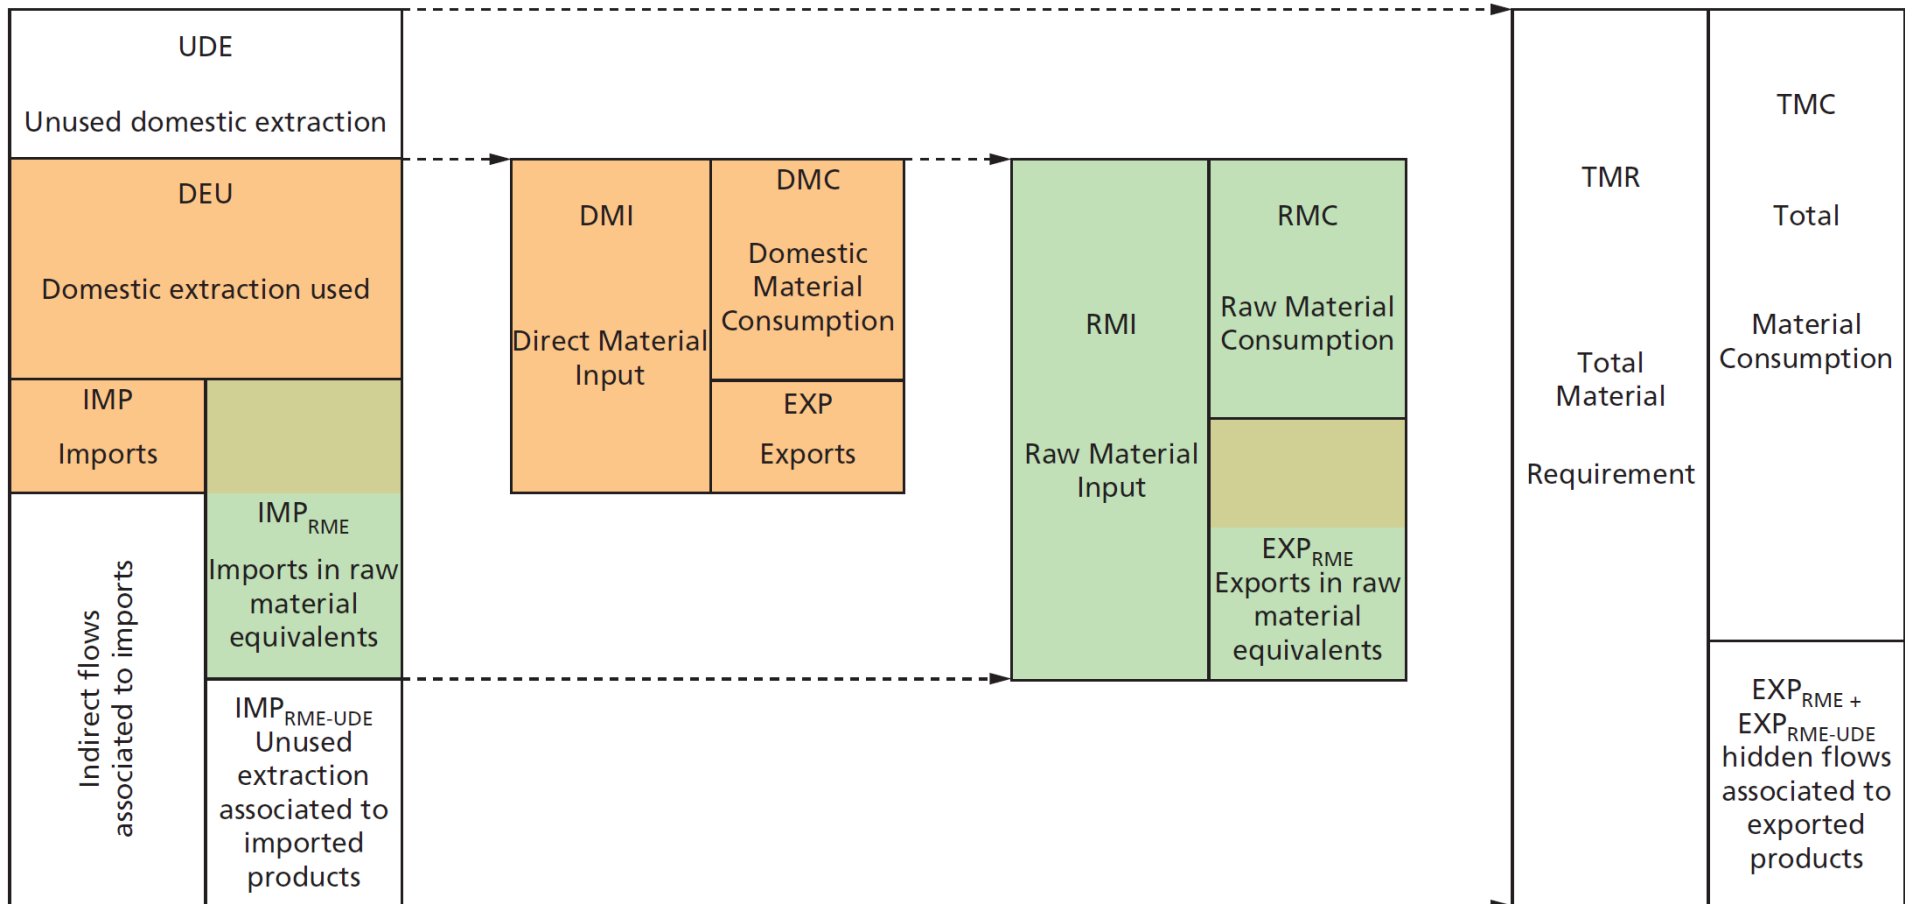 UDE
Unused domestic extraction
DEU
Domestic extraction used
IMP
Imports
IMPRME
Imports in raw
material
equivalents
Indirect flows
associated to imports
IMPRME-UDE
Unused
extraction
associated to
imported
products
DMI
Direct Material
Input
DMC
Domestic
Material
Consumption
EXP
Exports
RMI
Raw Material
Input
RMC
Raw Material
Consumption
EXPRME
Exports in raw
material
equivalents
TMR
Total
Material
Requirement
TMC
Total
Material
Consumption
EXPRME +
EXPRME-UDE
hidden flows
associated to
exported
products